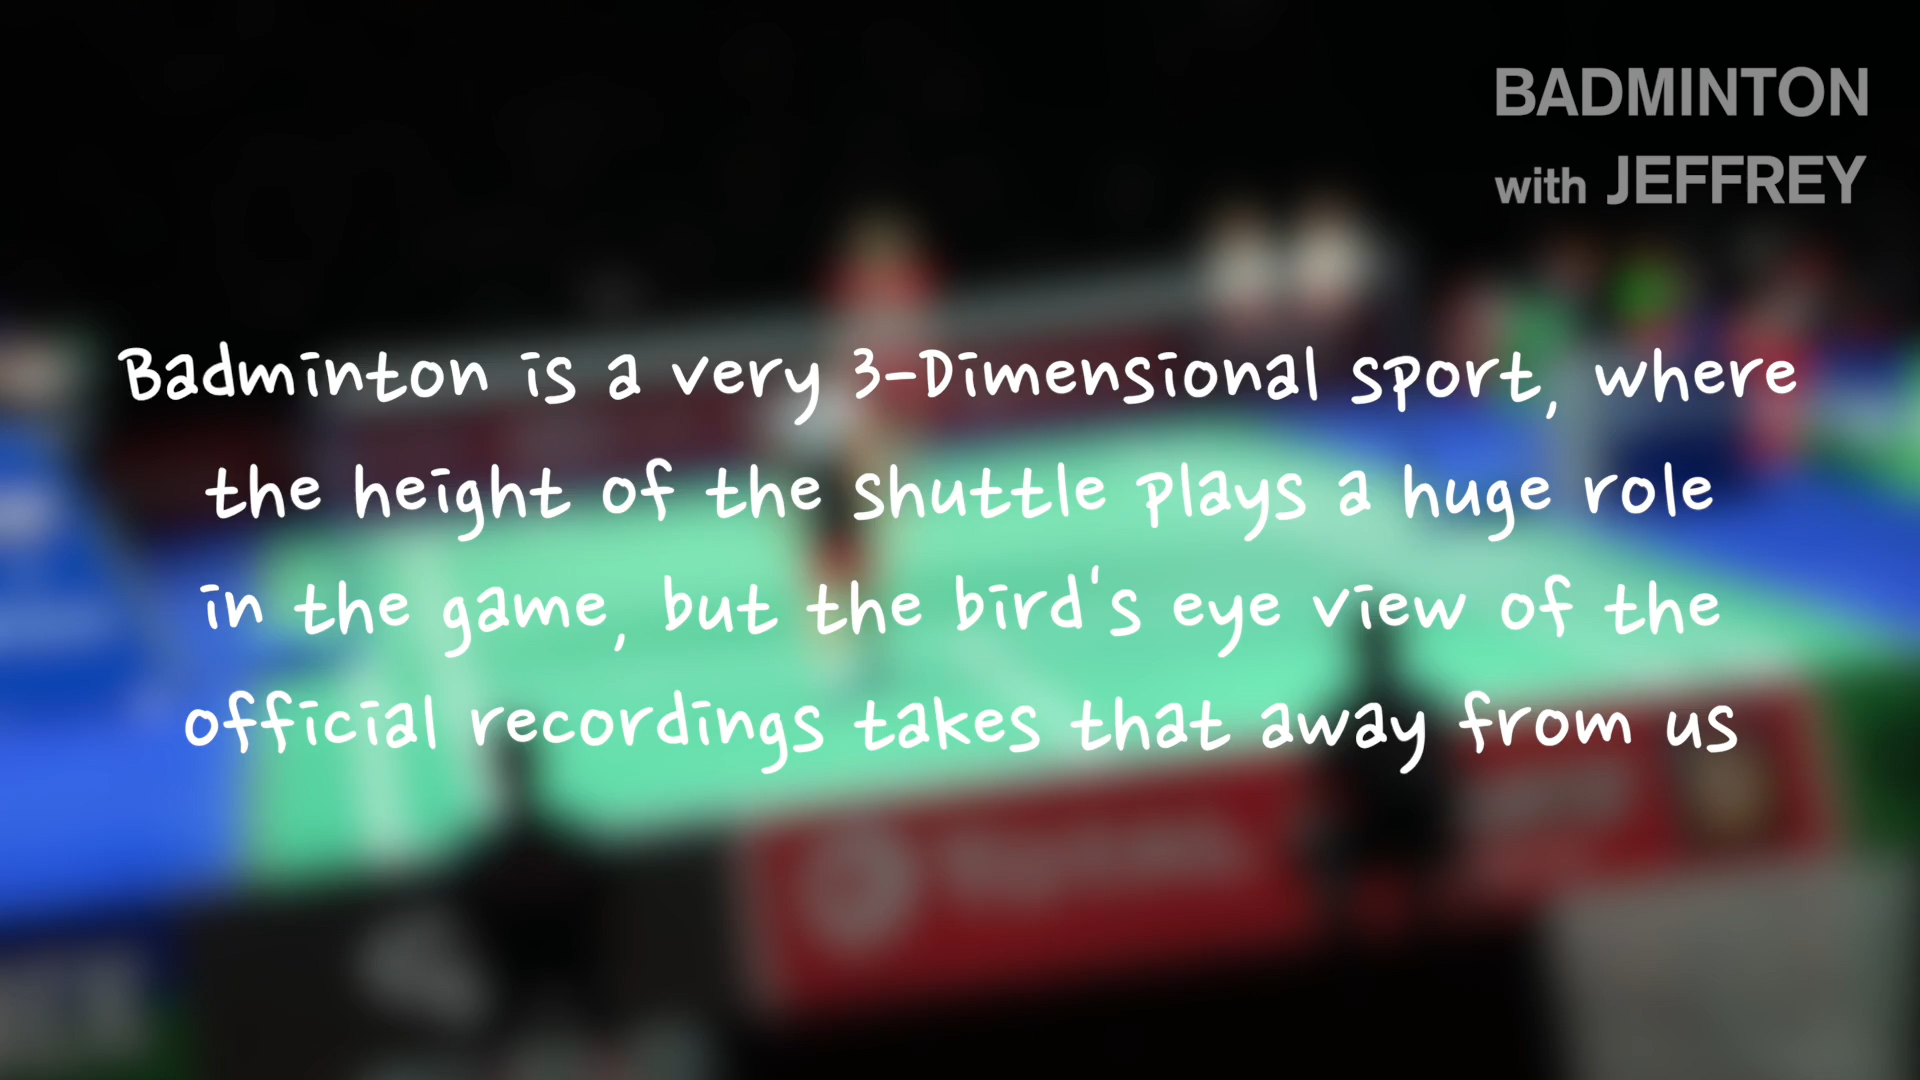 BADMINTON
with JEFFREY
Badminton is a very 3-Dimensional sport, where
the height of the shuttle plays a huge role
in the game, but the bird's eye view of the
official recordings takes that away from us